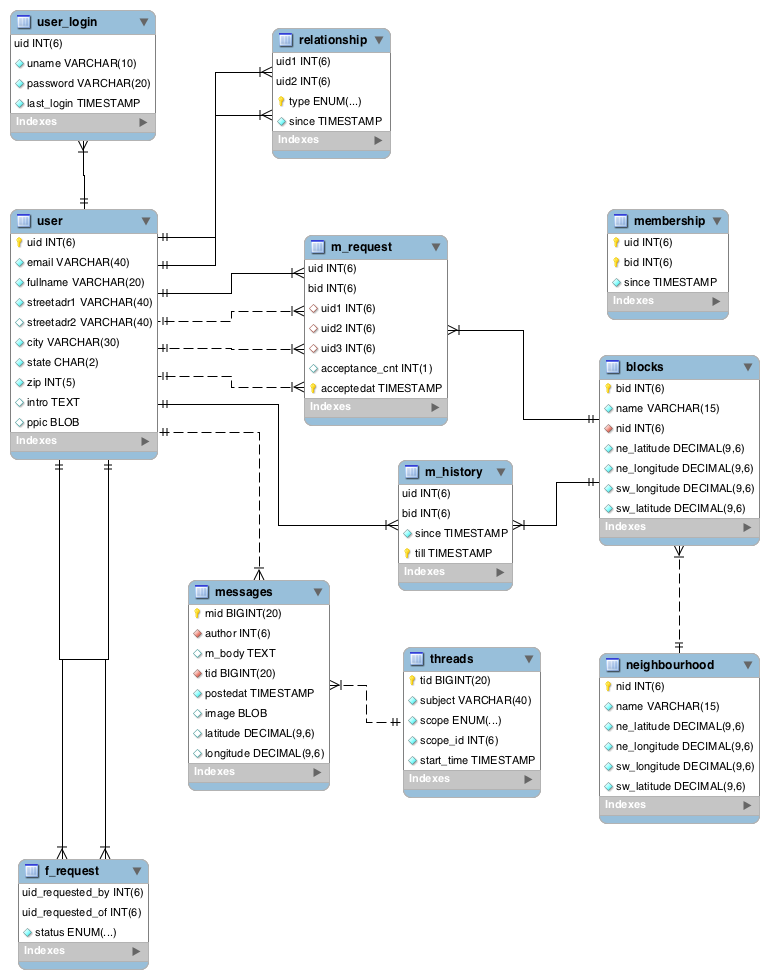 user_login
uid INT(6)
uname VARCHAR(10)
password VARCHAR(20)
last_login TIMESTAMP
Indexes
relationship
uid1 INT(6)
uid2 INT(6)
type ENUM(...)
since TIMESTAMP
Indexes
user
uid INT(6)
email VARCHAR(40)
fullname VARCHAR(20)
streetadr1 VARCHAR(40)
streetadr2 VARCHAR(40)
city VARCHAR(30)
state CHAR(2)
zip INT(5)
intro TEXT
ppic BLOB
Indexes
m_request
uid INT(6)
bid INT(6)
uid1 INT(6)
uid2 INT(6)
uid3 INT(6)
acceptance_cnt INT(1)
acceptedat TIMESTAMP
Indexes
membership
uid INT(6)
bid INT(6)
since TIMESTAMP
Indexes
blocks
bid INT(6)
name VARCHAR(15)
nid INT(6)
ne_latitude DECIMAL(9,6)
ne_longitude DECIMAL(9,6)
sw_longitude DECIMAL(9,6)
sw_latitude DECIMAL(9,6)
Indexes
m_history
uid INT(6)
bid INT(6)
since TIMESTAMP
till TIMESTAMP
Indexes
messages
mid BIGINT(20)
author INT(6)
m_body TEXT
tid BIGINT(20)
postedat TIMESTAMP
image BLOB
latitude DECIMAL(9,6)
longitude DECIMAL(9,6)
Indexes
threads
tid BIGINT(20)
subject VARCHAR(40)
scope ENUM(...)
scope_id INT(6)
start_time TIMESTAMP
Indexes
neighbourhood
nid INT(6)
name VARCHAR(15)
ne_latitude DECIMAL(9,6)
ne_longitude DECIMAL(9,6)
sw_longitude DECIMAL(9,6)
sw_latitude DECIMAL(9,6)
Indexes
f_request
uid_requested_by INT(6)
uid_requested_of INT(6)
status ENUM(...)
Indexes